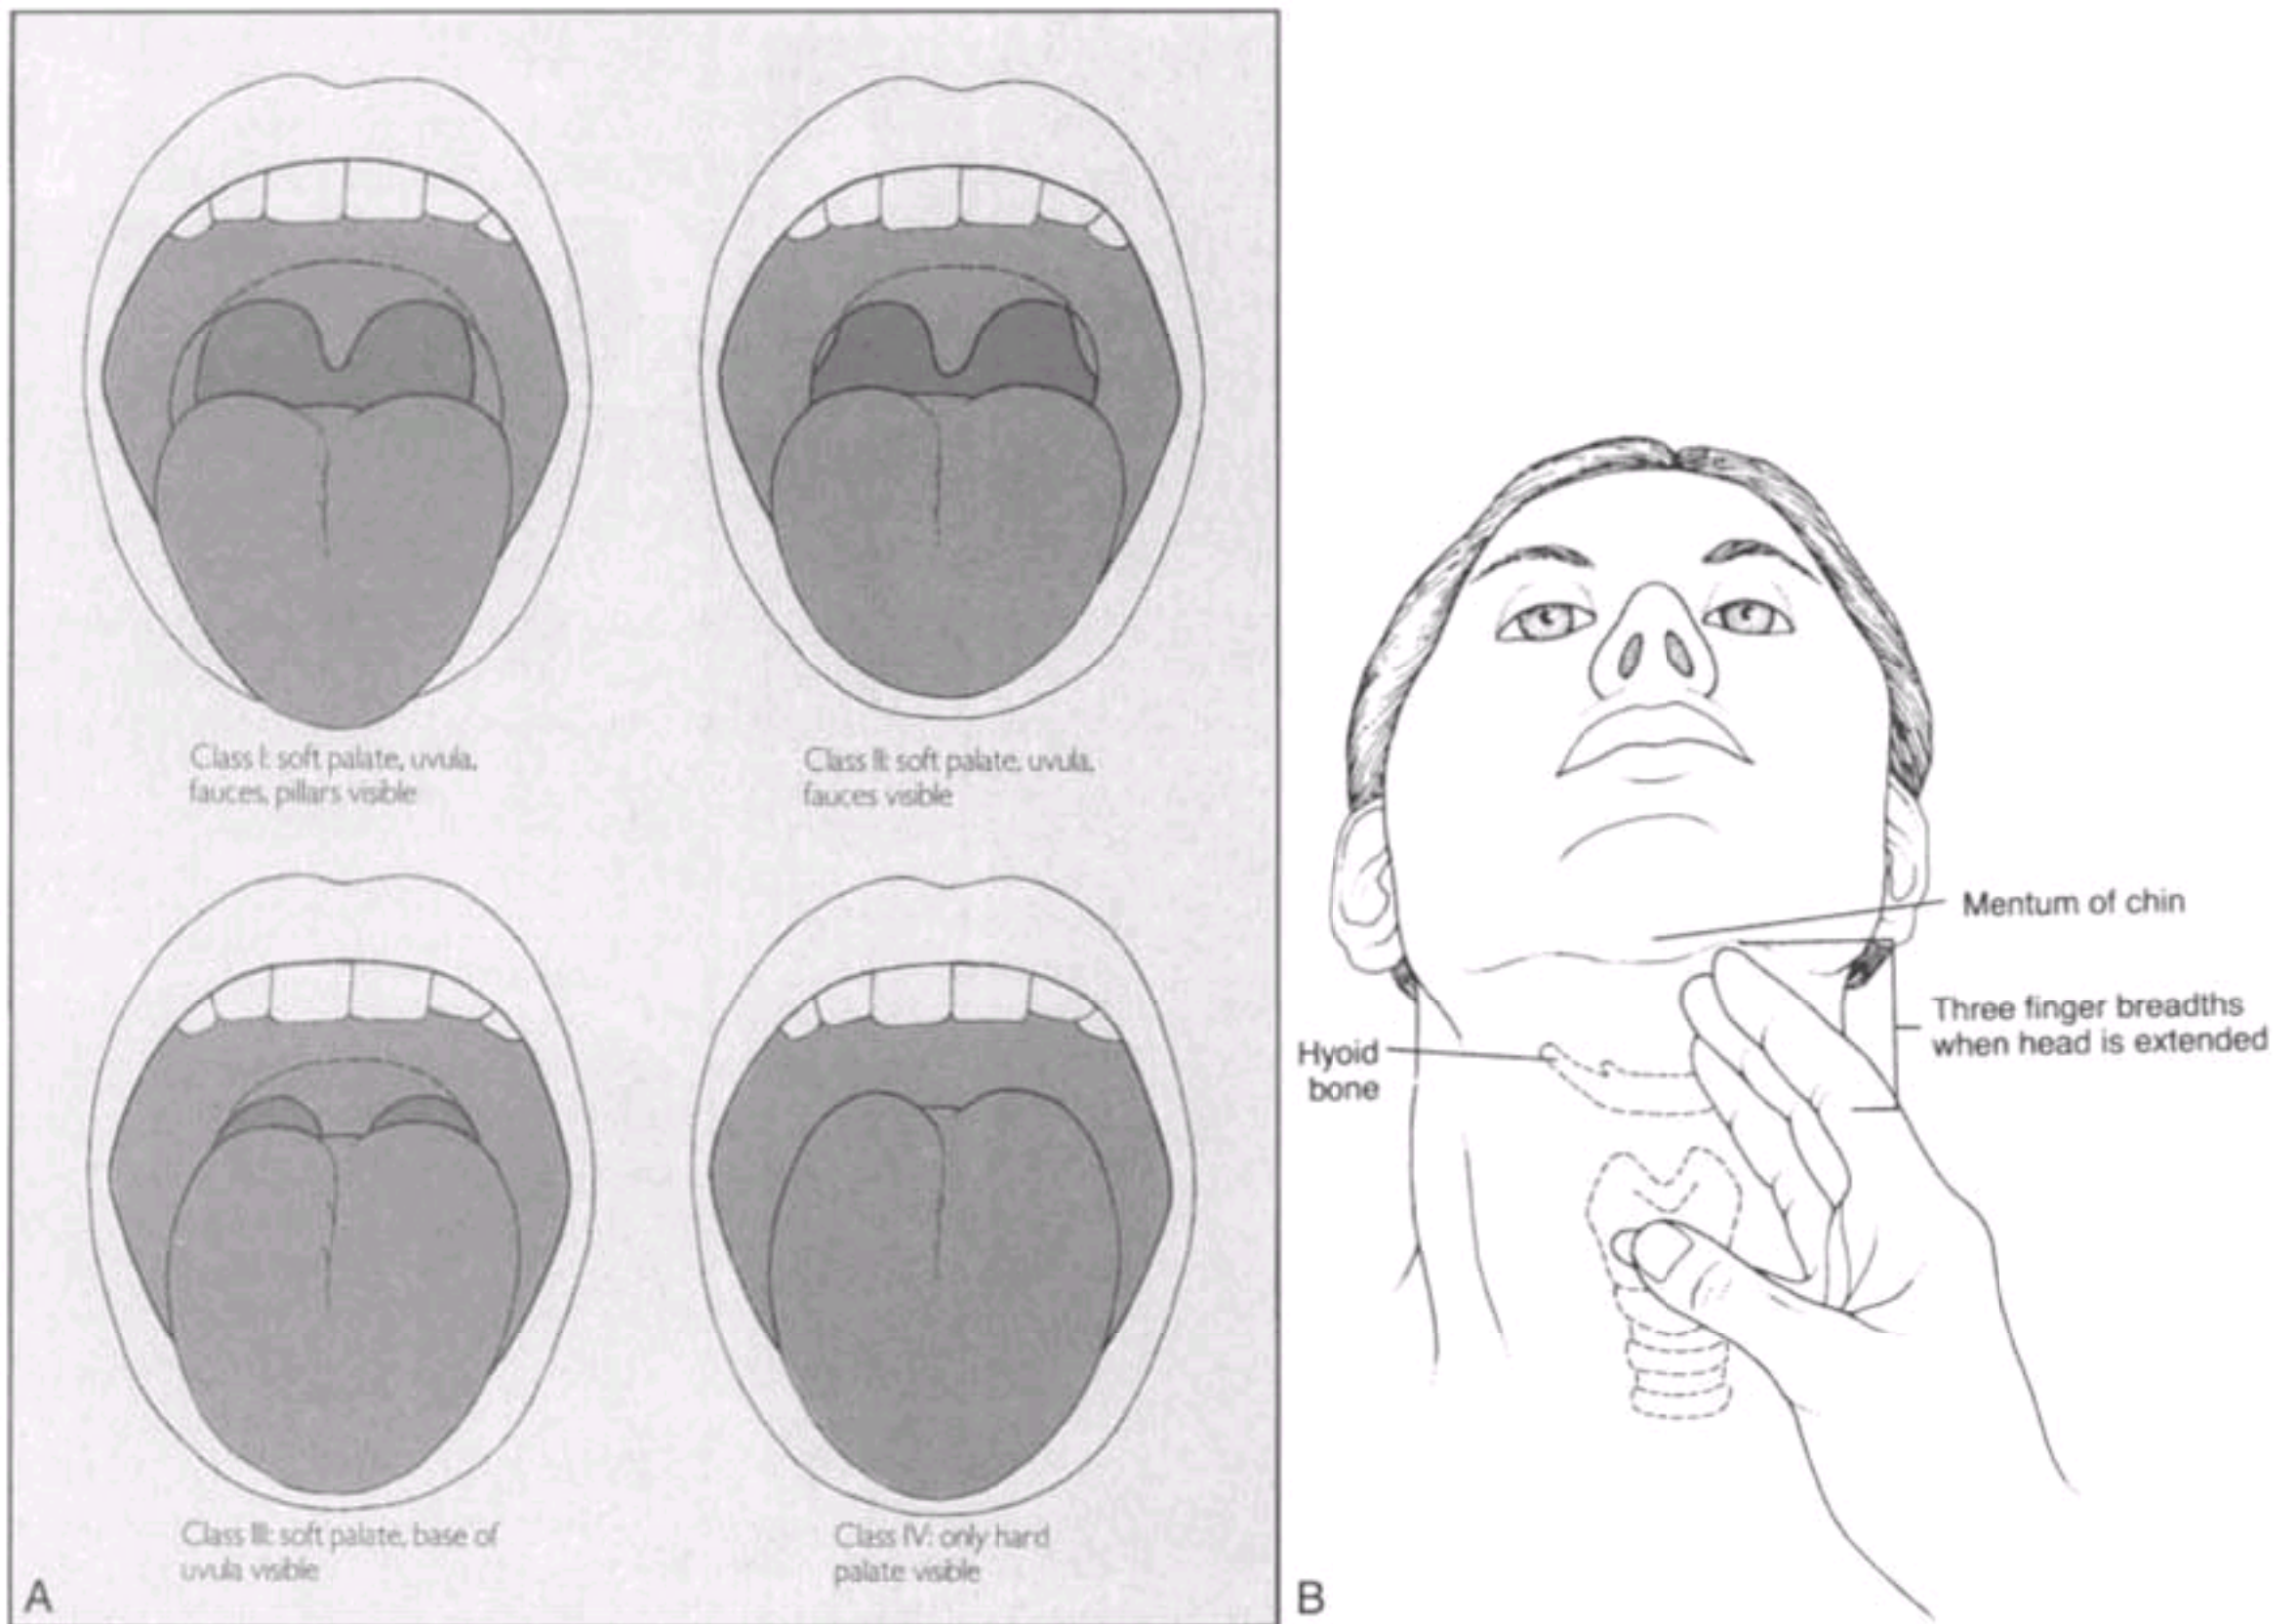 Class I: soft palate, uvula,
fauces, pillars visible
Class II: soft palate, uvula,
fauces visible
Class III: soft palate, base of
uvula visible
Class IV: only hard
palate visible
A
Mentum of chin
Three finger breadths
when head is extended
Hyoid
bone
B